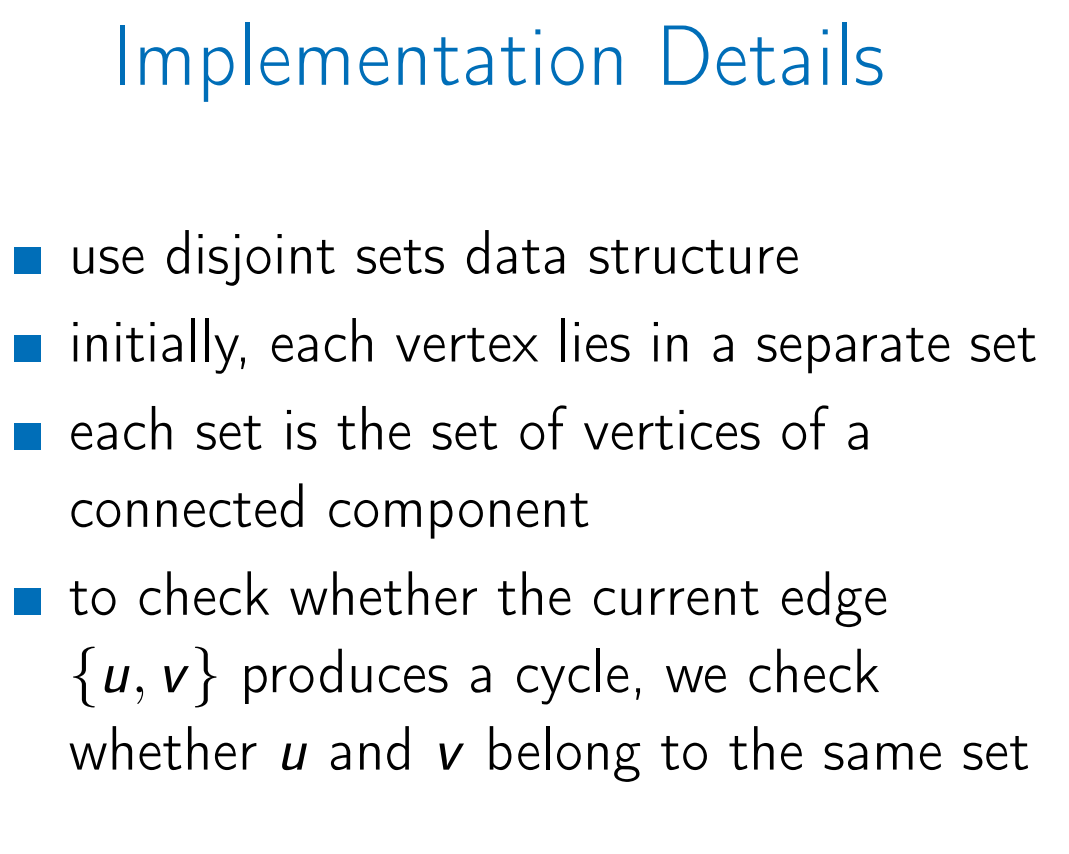 Implementation Details
use disjoint sets data structure
initially, each vertex lies in a separate set
each set is the set of vertices of a
connected component
to check whether the current edge
{u, v} produces a cycle, we check
whether u and v belong to the same set